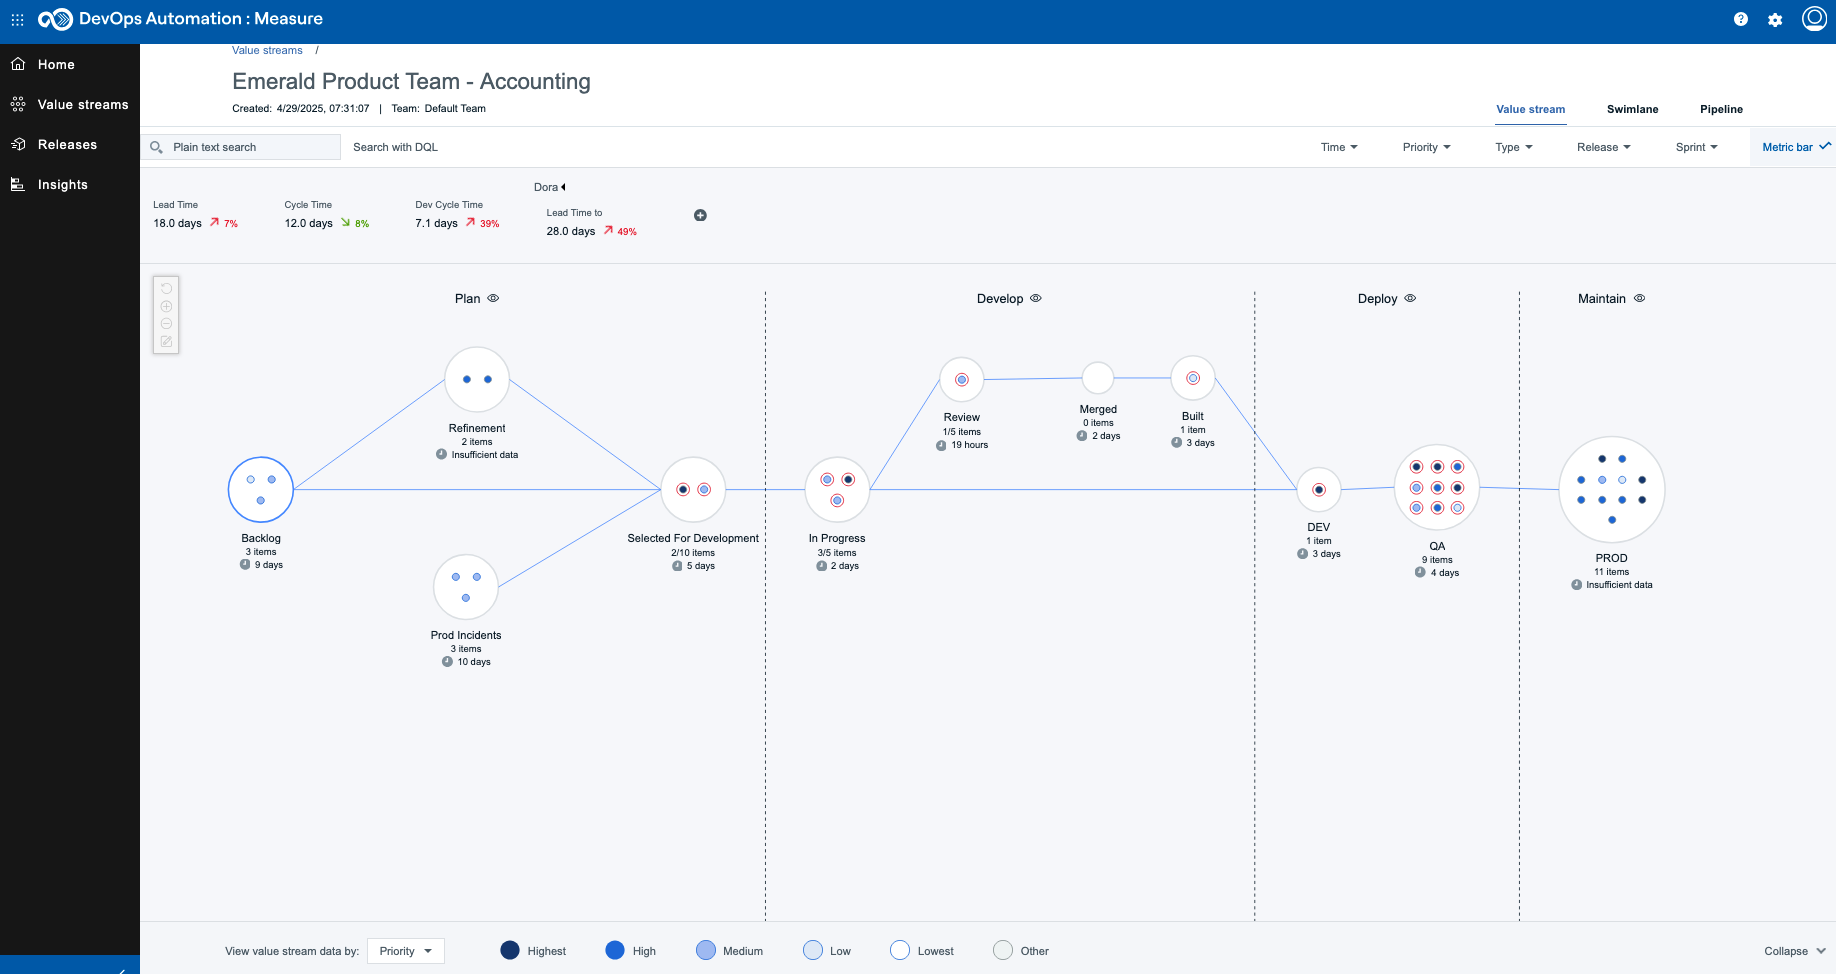 DevOps Automation : Measure
Home
Value streams
Releases
Insights
Value streams /
Emerald Product Team - Accounting
Created: 4/29/2025, 07:31:07 | Team: Default Team
Value stream Swimlane Pipeline
Plain text search Search with DQL
Time Priority Type Release Sprint Metric bar
Dora
Lead Time
18.0 days 7%
Cycle Time
12.0 days 8%
Dev Cycle Time
7.1 days 39%
Lead Time to
28.0 days 49%
Plan Develop Deploy Maintain
Refinement
2 items
Insufficient data
Backlog
3 items
9 days
Prod Incidents
3 items
10 days
Selected For Development
2/10 items
5 days
In Progress
3/5 items
2 days
Review
1/5 items
19 hours
Merged
0 items
2 days
Built
1 item
3 days
DEV
1 item
3 days
QA
9 items
4 days
PROD
11 items
Insufficient data
View value stream data by: Priority Highest High Medium Low Lowest Other Collapse